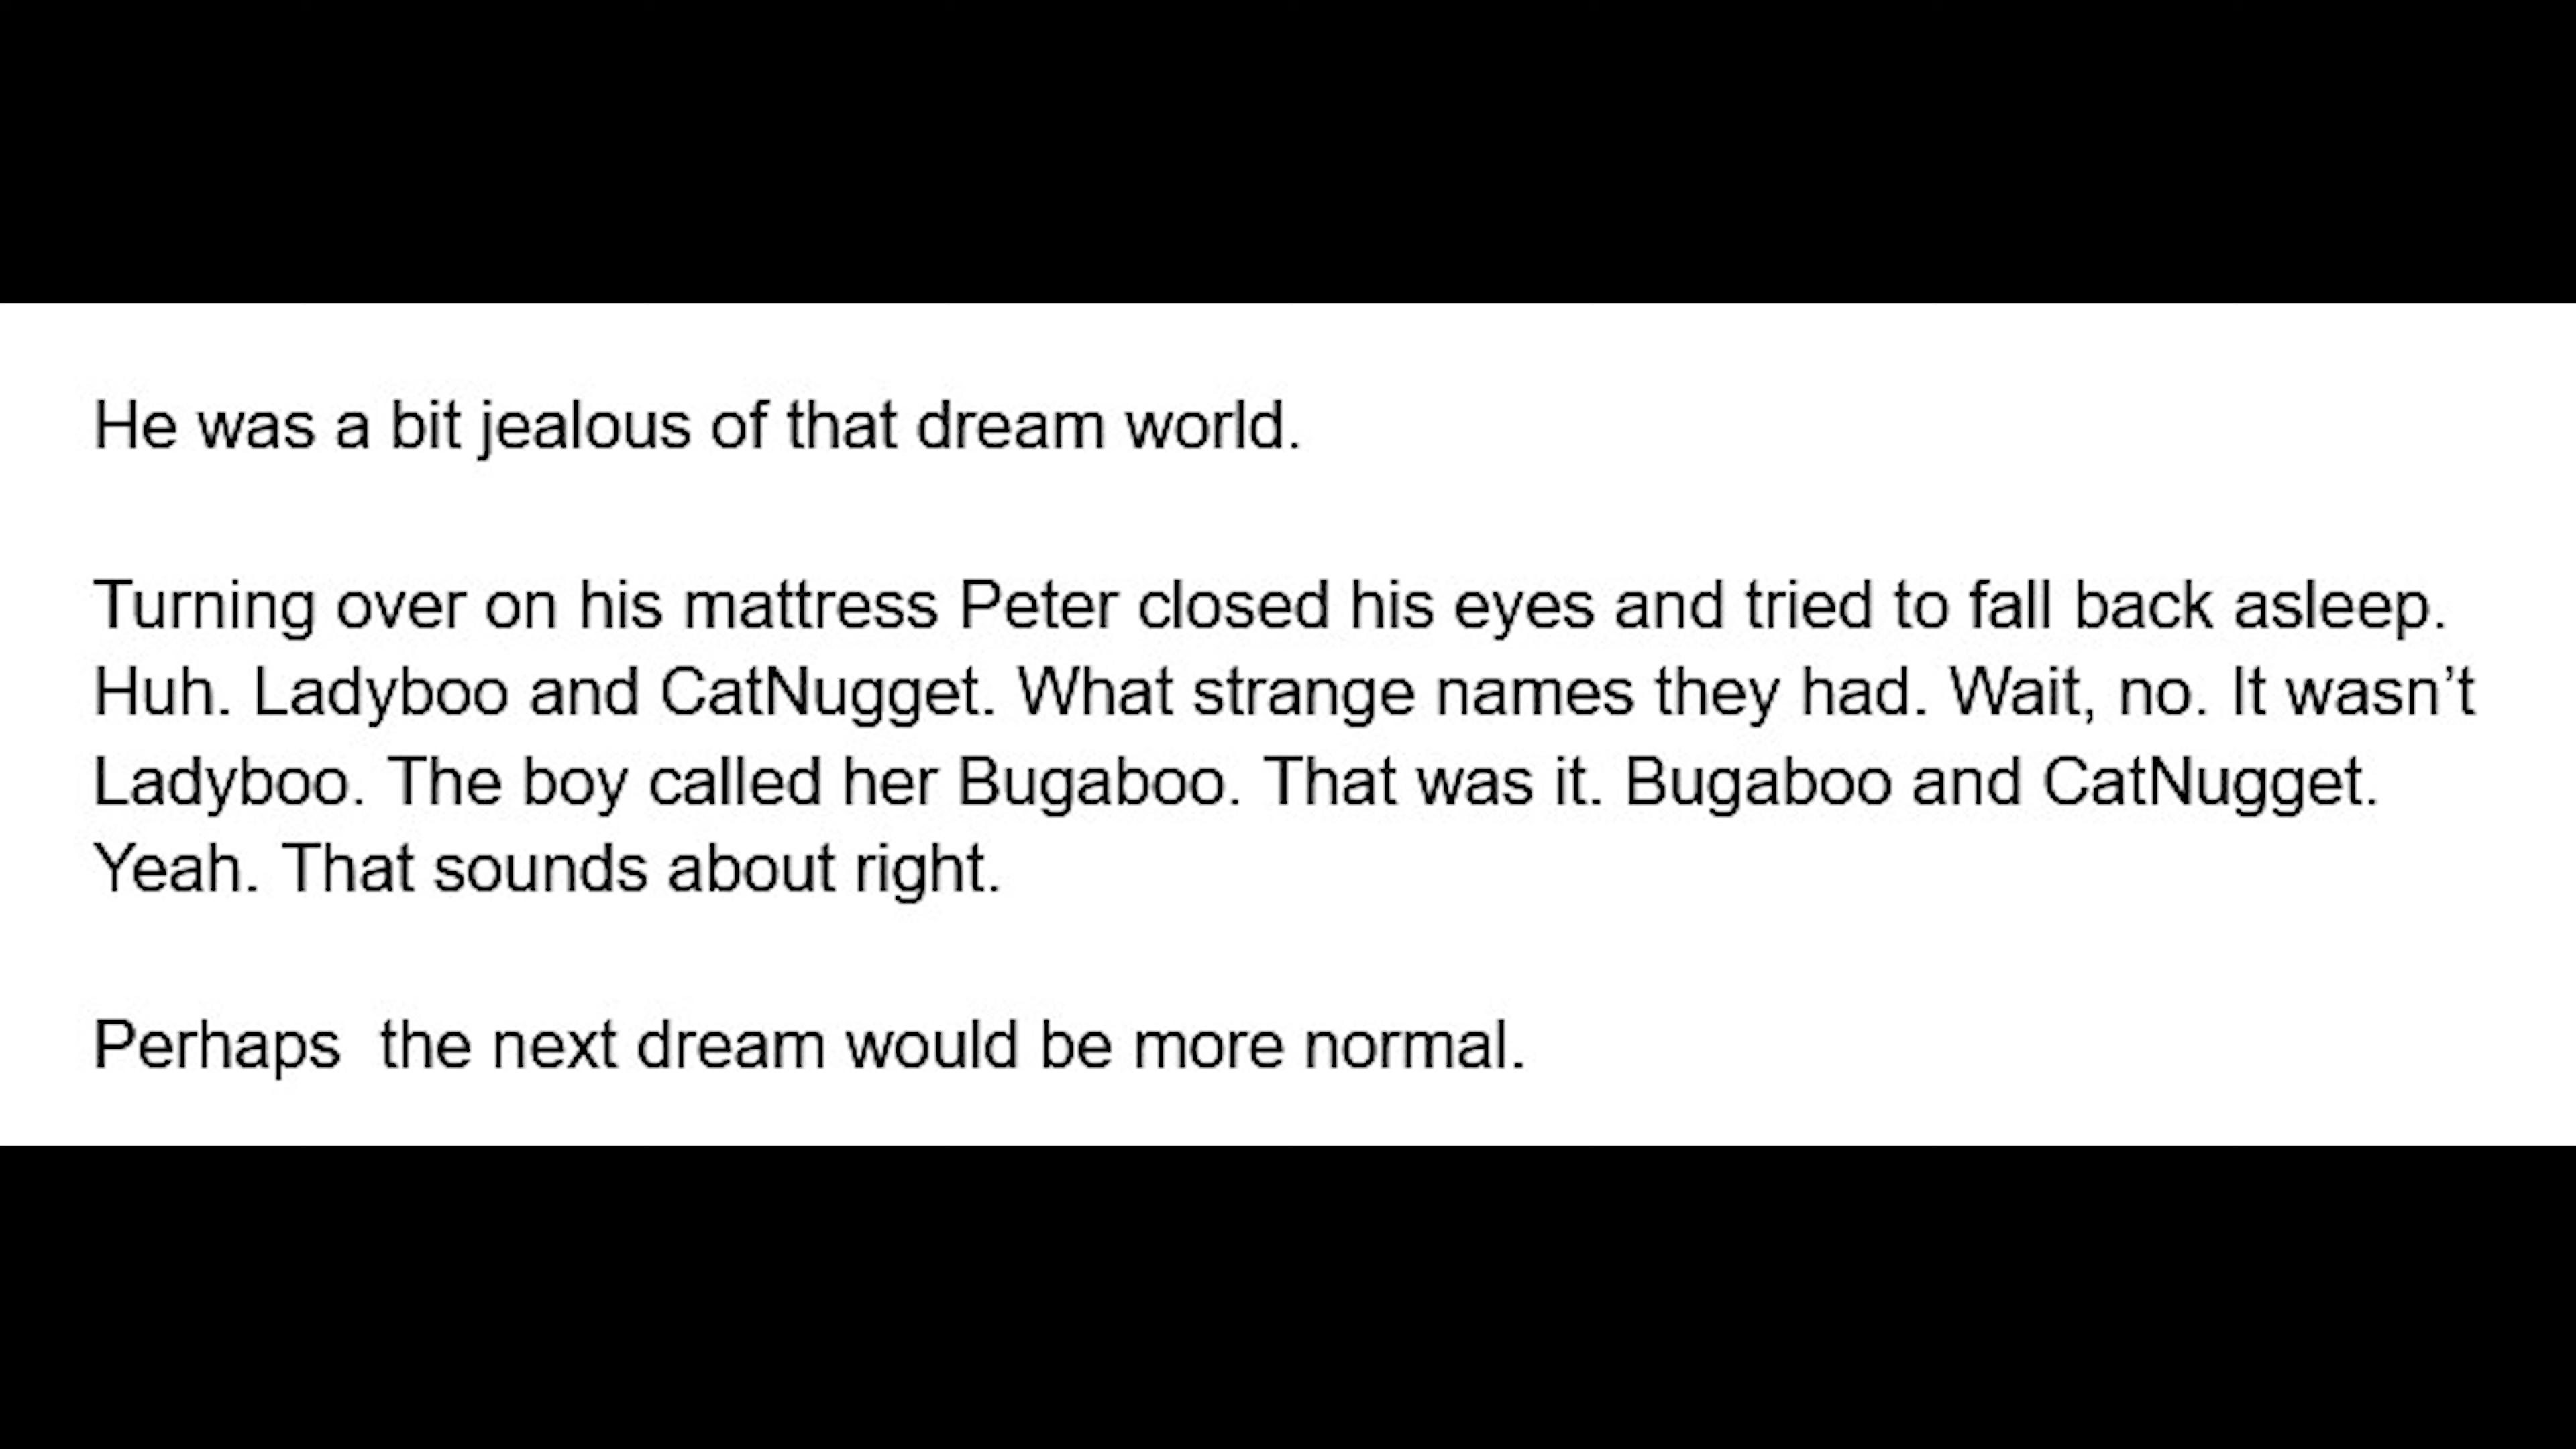 He was a bit jealous of that dream world.
Turning over on his mattress Peter closed his eyes and tried to fall back asleep.
Huh. Ladyboo and CatNugget. What strange names they had. Wait, no. It wasn’t
Ladyboo. The boy called her Bugaboo. That was it. Bugaboo and CatNugget.
Yeah. That sounds about right.
Perhaps  the next dream would be more normal.